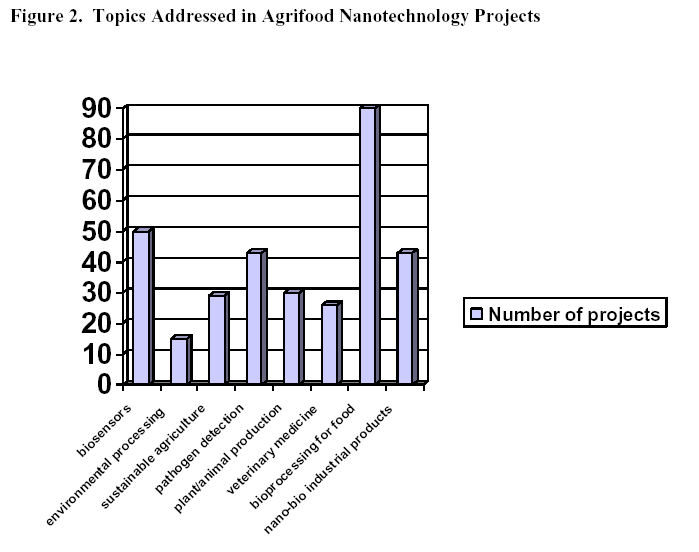 Figure 2. Topics Addressed in Agrifood Nanotechnology Projects
90
80
70
60
50
40
30
20
10
0
biosensors
environmental processing
sustainable agriculture
pathogen detection
plant/animal production
veterinary medicine
bioprocessing for food
nano-bio industrial products
Number of projects